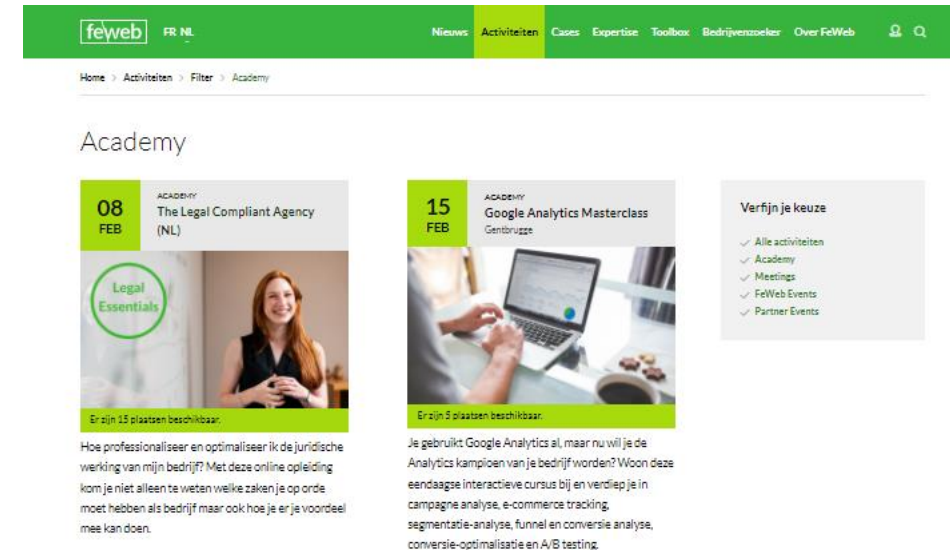 feweb FR NL Nieuws Activiteiten Cases Expertise Toolbox Bedrijvenzoeker Over FeWeb
Home > Activiteiten > Filter > Academy
Academy
08
FEB
ACADEMY
The Legal Compliant Agency
(NL)
Legal
Essentials
Er zijn 15 plaatsen beschikbaar.
Hoe professionaliseer en optimaliseer ik de juridische
werking van mijn bedrijf? Met deze online opleiding
kom je niet alleen te weten welke zaken je op orde
moet hebben als bedrijf maar ook hoe je er je voordeel
mee kan doen.
15
FEB
ACADEMY
Google Analytics Masterclass
Gentbrugge
Er zijn 5 plaatsen beschikbaar.
Je gebruikt Google Analytics al, maar nu wil je de
Analytics kampioen van je bedrijf worden? Woon deze
eendaagse interactieve cursus bij en verdiep je in
campagne analyse, e-commerce tracking,
segmentatie-analyse, funnel en conversie analyse,
conversie-optimalisatie en A/B testing.
Verfijn je keuze
Alle activiteiten
Academy
Meetings
FeWeb Events
Partner Events